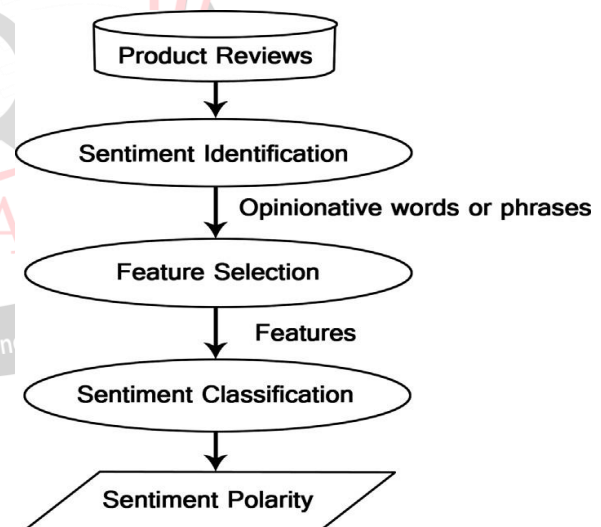 Product Reviews
Sentiment Identification
Opinionative words or phrases
Feature Selection
Features
Sentiment Classification
Sentiment Polarity